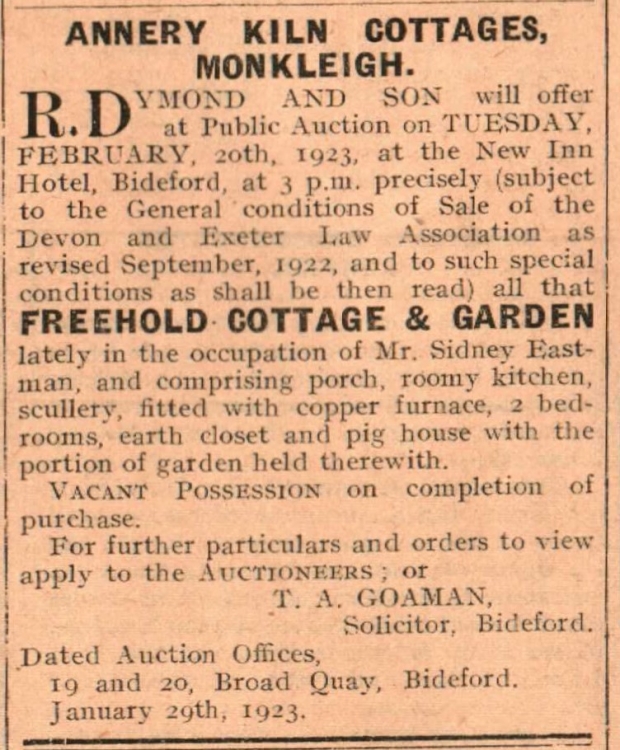 ANNERY KILN COTTAGES,
MONKLEIGH.
R. DYMOND AND SON will offer
at Public Auction on TUESDAY,
FEBRUARY, 20th, 1923, at the New Inn
Hotel, Bideford, at 3 p.m. precisely (subject
to the General conditions of Sale of the
Devon and Exeter Law Association as
revised September, 1922, and to such special
conditions as shall be then read) all that
FREEHOLD COTTAGE & GARDEN
lately in the occupation of Mr. Sidney East-
man, and comprising porch, roomy kitchen,
scullery, fitted with copper furnace, 2 bed-
rooms, earth closet and pig house with the
portion of garden held therewith.
VACANT POSSESSION on completion of
purchase.
For further particulars and orders to view
apply to the AUCTIONEERS ; or
T. A. GOAMAN,
Solicitor, Bideford.
Dated Auction Offices,
19 and 20, Broad Quay, Bideford.
January 29th, 1923.